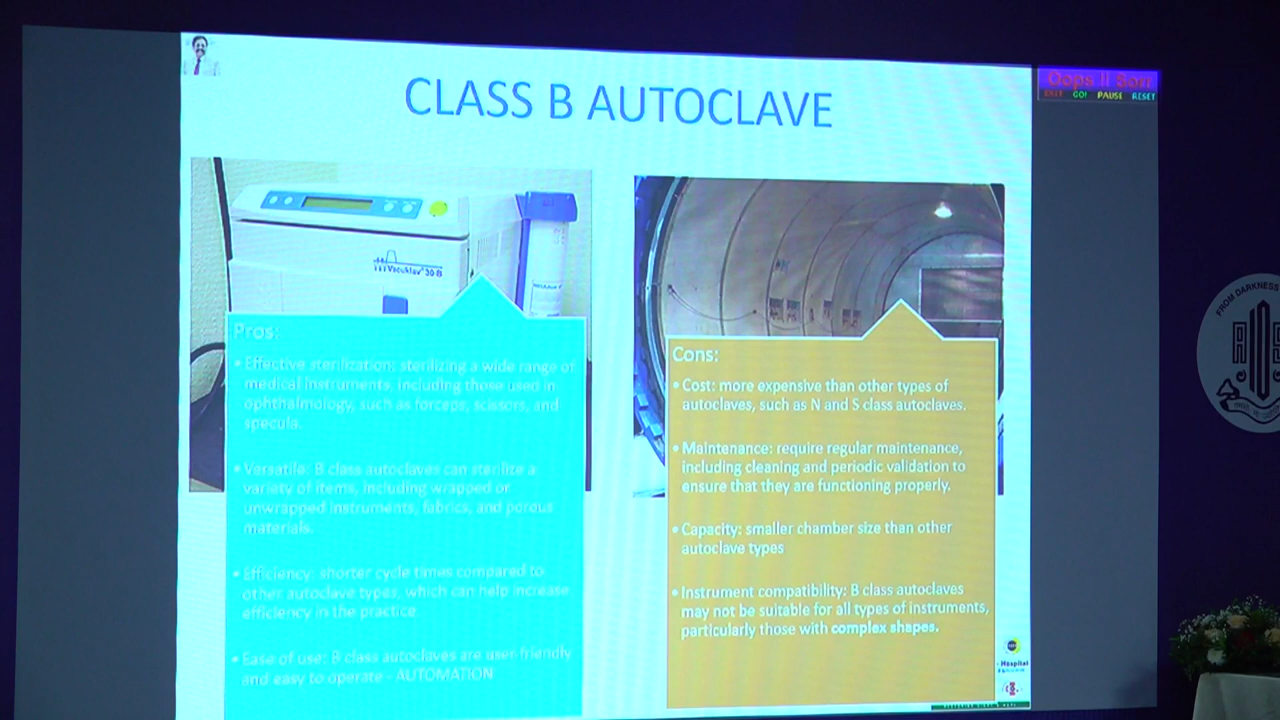 CLASS B AUTOCLAVE
Oops !! Sorr
EXIT GO! PAUSE RESET
Vacuklav 30-B
Pros:
• Effective sterilization: sterilizing a wide range of
medical instruments, including those used in
ophthalmology, such as forceps, scissors, and
specula.
• Versatile: B class autoclaves can sterilize a
variety of items, including wrapped or
unwrapped instruments, fabrics, and porous
materials.
• Efficiency: shorter cycle times compared to
other autoclave types, which can help increase
efficiency in the practice.
• Ease of use: B class autoclaves are user-friendly
and easy to operate - AUTOMATION
Cons:
• Cost: more expensive than other types of
autoclaves, such as N and S class autoclaves.
• Maintenance: require regular maintenance,
including cleaning and periodic validation to
ensure that they are functioning properly.
• Capacity: smaller chamber size than other
autoclave types
• Instrument compatibility: B class autoclaves
may not be suitable for all types of instruments,
particularly those with complex shapes.
Hospital
FROM DARKNESS